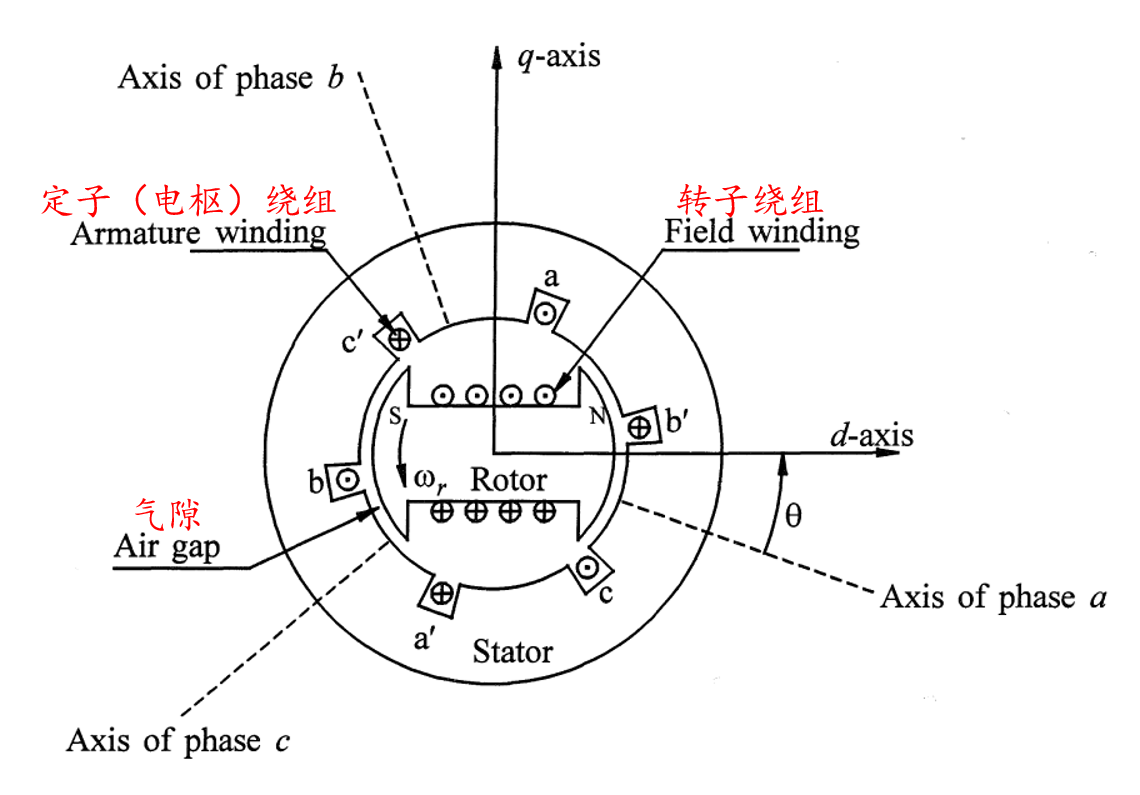 q-axis
Axis of phase b
定子（电枢）绕组
Armature winding
转子绕组
Field winding
a
c′
S
N
b′
d-axis
b
ωr
Rotor
θ
气隙
Air gap
c
Axis of phase a
a′
Stator
Axis of phase c